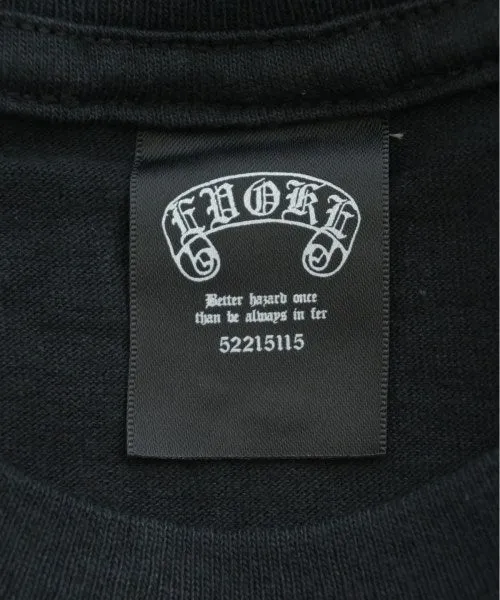 EVOKE
Better hazard once
than be always in fer
52215115